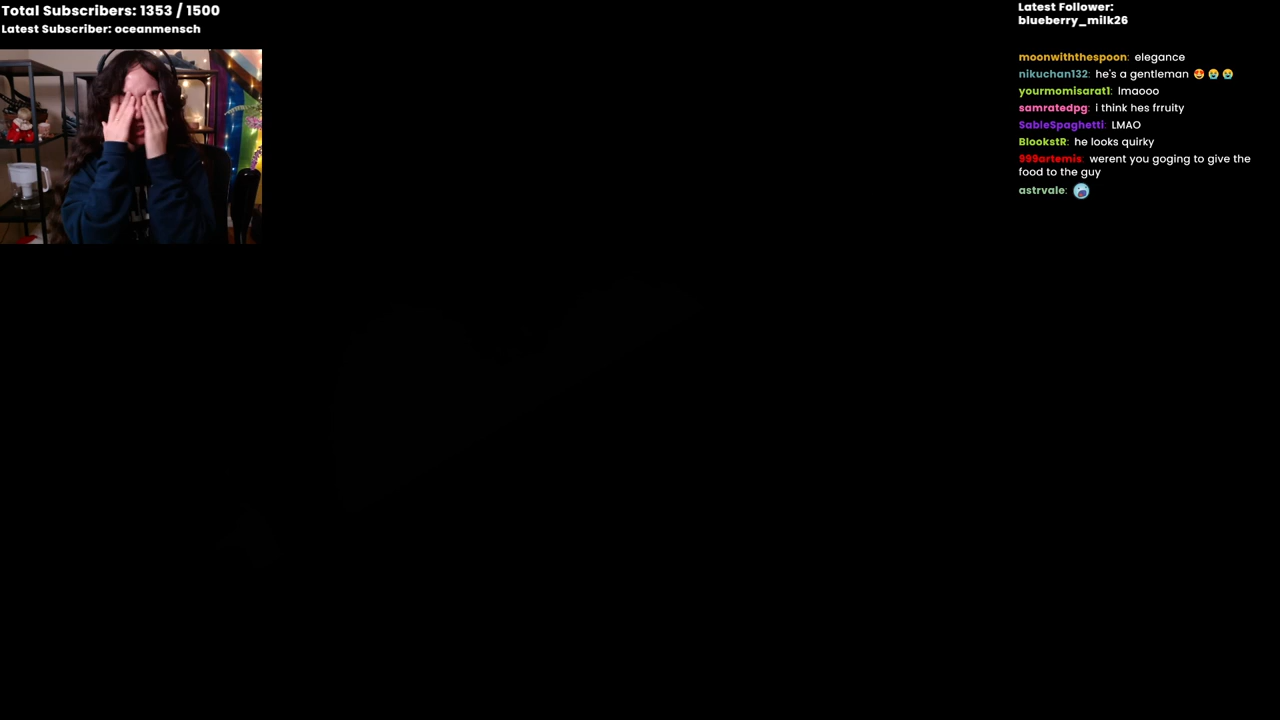 Total Subscribers: 1353 / 1500
Latest Subscriber: oceanmensch
Latest Follower:
blueberry_milk26
moonwiththespoon: elegance
nikuchan132: he's a gentleman 😍 😭 😭
yourmomisarat1: lmaooo
samratedpg: i think hes frruity
SableSpaghetti: LMAO
BlookstR: he looks quirky
999artemis: werent you goging to give the
food to the guy
astrvale: